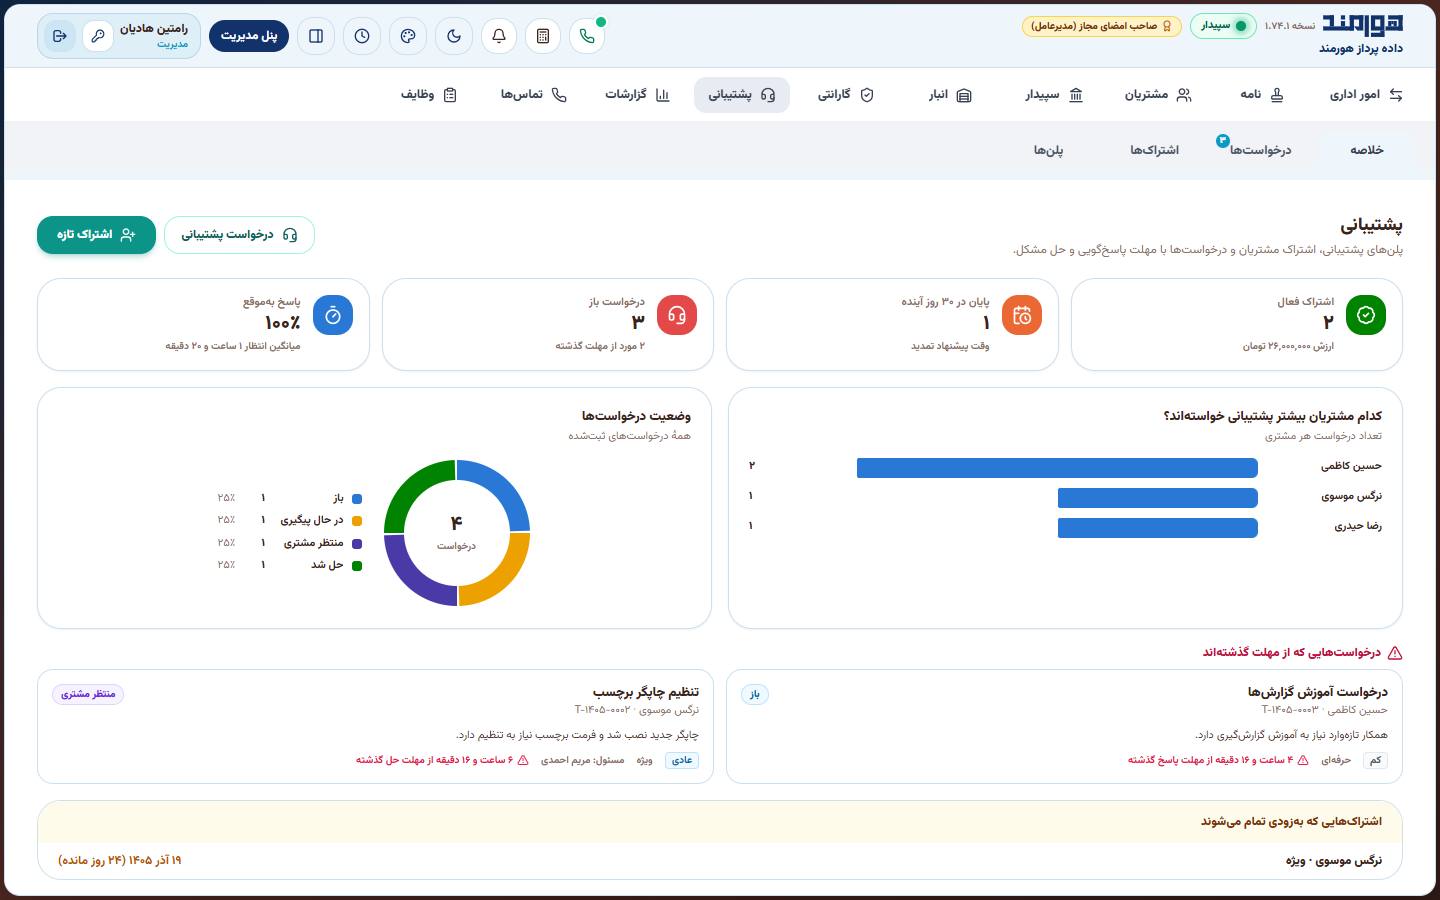 هورمند
داده پرداز هورمند
نسخه ۱.۷۴.۱
سپیدار
صاحب امضای مجاز (مدیرعامل)
پنل مدیریت
رامتین هادیان
مدیریت
امور اداری
نامه
مشتریان
سپیدار
انبار
گارانتی
پشتیبانی
گزارشات
تماس‌ها
وظایف
خلاصه
درخواست‌ها ۳
اشتراک‌ها
پلن‌ها
پشتیبانی
پلن‌های پشتیبانی، اشتراک مشتریان و درخواست‌ها با مهلت پاسخ‌گویی و حل مشکل.
درخواست پشتیبانی
اشتراک تازه
اشتراک فعال
۲
ارزش ۲۶,۰۰۰,۰۰۰ تومان
پایان در ۳۰ روز آینده
۱
وقت پیشنهاد تمدید
درخواست باز
۳
۲ مورد از مهلت گذشته
پاسخ به‌موقع
۱۰۰٪
میانگین انتظار ۱ ساعت و ۲۰ دقیقه
کدام مشتریان بیشتر پشتیبانی خواسته‌اند؟
تعداد درخواست هر مشتری
حسین کاظمی ۲
نرگس موسوی ۱
رضا حیدری ۱
وضعیت درخواست‌ها
همهٔ درخواست‌های ثبت‌شده
۴
درخواست
باز ۱ ۲۵٪
در حال پیگیری ۱ ۲۵٪
منتظر مشتری ۱ ۲۵٪
حل شد ۱ ۲۵٪
درخواست‌هایی که از مهلت گذشته‌اند
درخواست آموزش گزارش‌ها
باز
حسین کاظمی · T-۱۴۰۵-۰۰۰۳
همکار تازه‌وارد نیاز به آموزش گزارش‌گیری دارد.
کم حرفه‌ای ۴ ساعت و ۱۶ دقیقه از مهلت پاسخ گذشته
تنظیم چاپگر برچسب
منتظر مشتری
نرگس موسوی · T-۱۴۰۵-۰۰۰۲
چاپگر جدید نصب شد و فرمت برچسب نیاز به تنظیم دارد.
عادی ویژه مسئول: مریم احمدی ۶ ساعت و ۱۶ دقیقه از مهلت حل گذشته
اشتراک‌هایی که به‌زودی تمام می‌شوند
نرگس موسوی · ویژه
۱۹ آذر ۱۴۰۵ (۲۴ روز مانده)